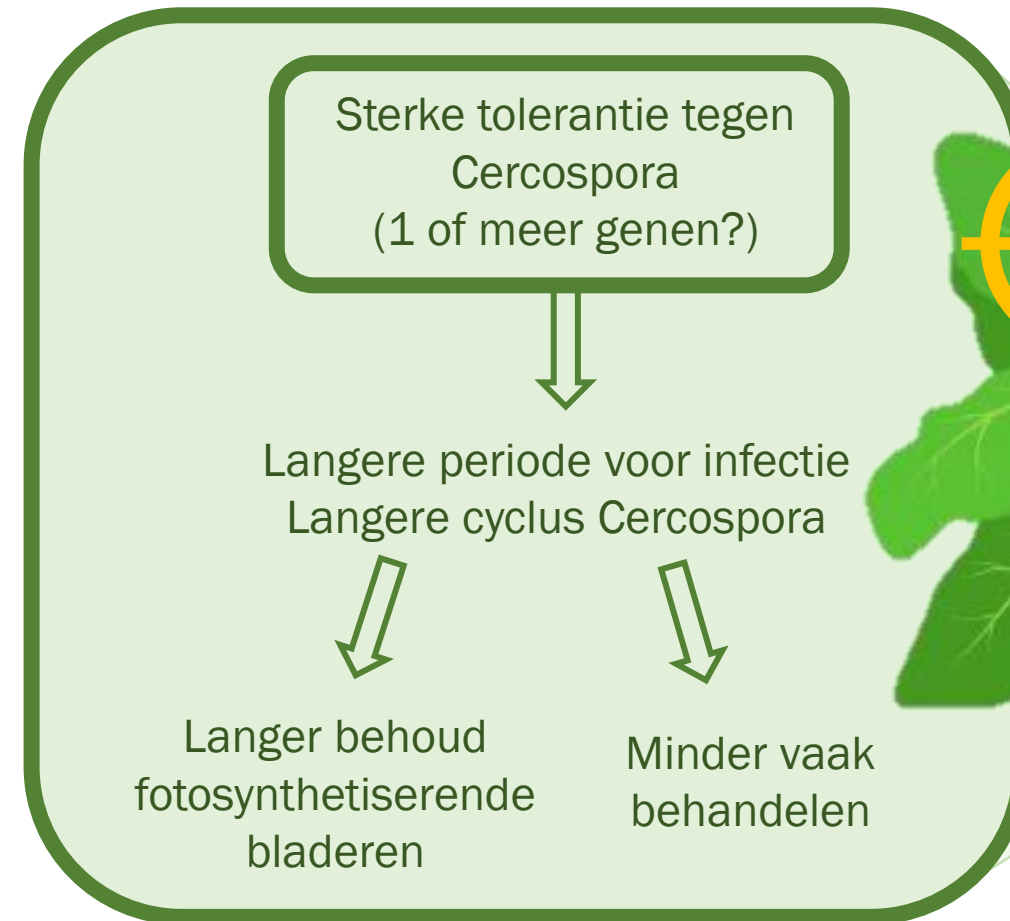 Sterke tolerantie tegen
Cercospora
(1 of meer genen?)
Langere periode voor infectie
Langere cyclus Cercospora
Langer behoud
fotosynthetiserende
bladeren
Minder vaak
behandelen